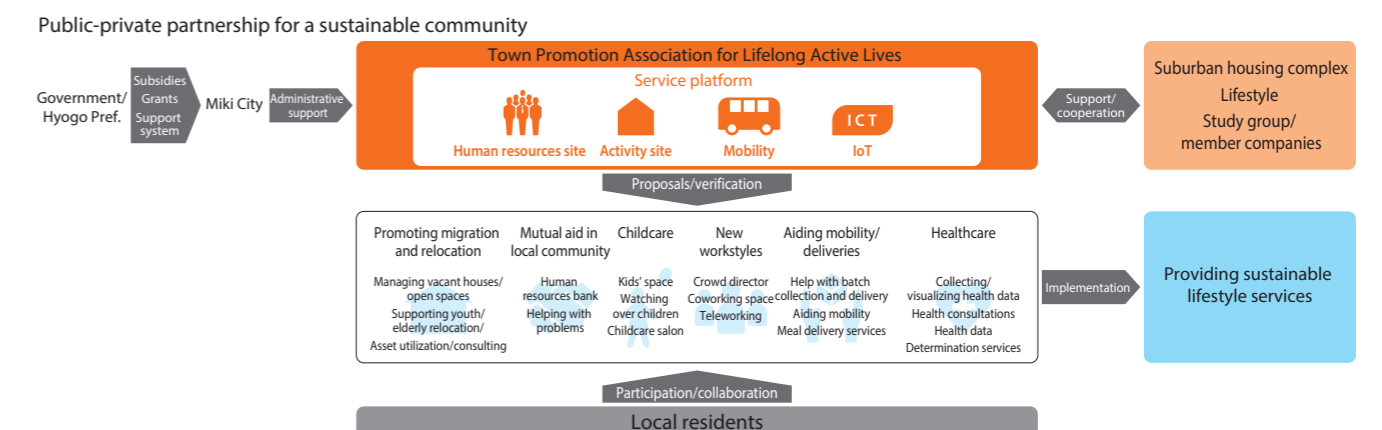 Public-private partnership for a sustainable community
Government/
Hyogo Pref.
Subsidies
Grants
Support
system
Miki City
Administrative
support
Town Promotion Association for Lifelong Active Lives
Service platform
Human resources site
Activity site
Mobility
ICT
IoT
Support/
cooperation
Suburban housing complex
Lifestyle
Study group/
member companies
Proposals/verification
Promoting migration
and relocation
Managing vacant houses/
open spaces
Supporting youth/
elderly relocation/
Asset utilization/consulting
Mutual aid in
local community
Human
resources bank
Helping with
problems
Childcare
Kids' space
Watching
over children
Childcare salon
New
workstyles
Crowd director
Coworking space
Teleworking
Aiding mobility/
deliveries
Help with batch
collection and delivery
Aiding mobility
Meal delivery services
Healthcare
Collecting/
visualizing health data
Health consultations
Health data
Determination services
Implementation
Providing sustainable
lifestyle services
Participation/collaboration
Local residents